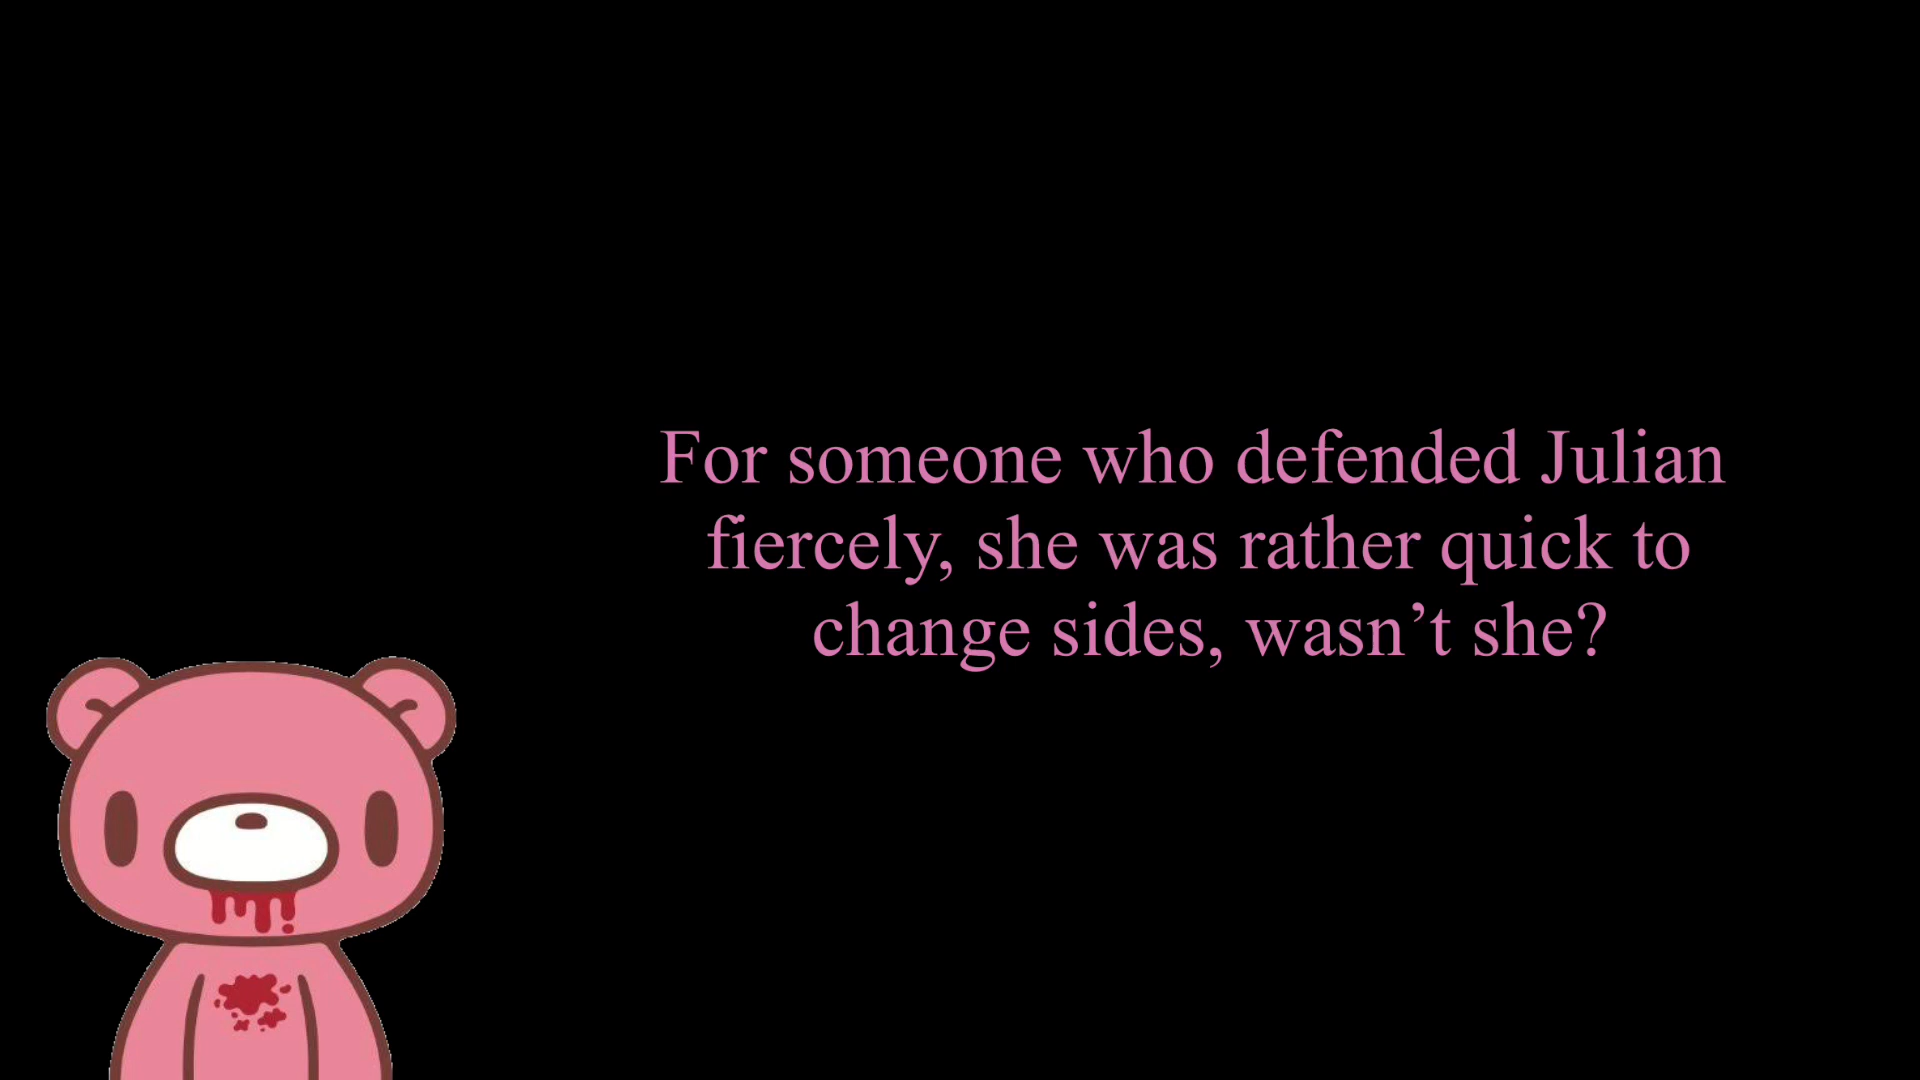 For someone who defended Julian
fiercely, she was rather quick to
change sides, wasn’t she?